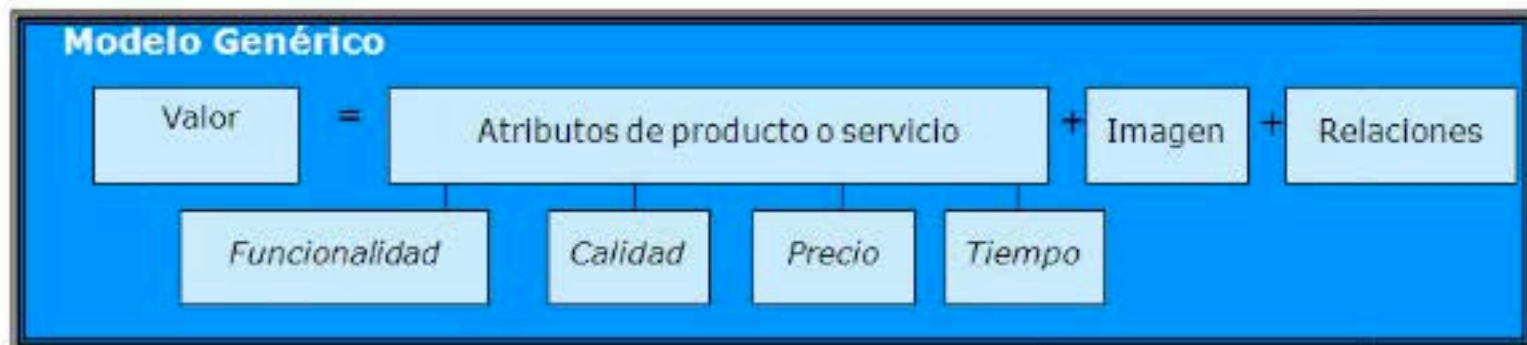 Modelo Genérico
Valor = Atributos de producto o servicio + Imagen + Relaciones
Funcionalidad Calidad Precio Tiempo